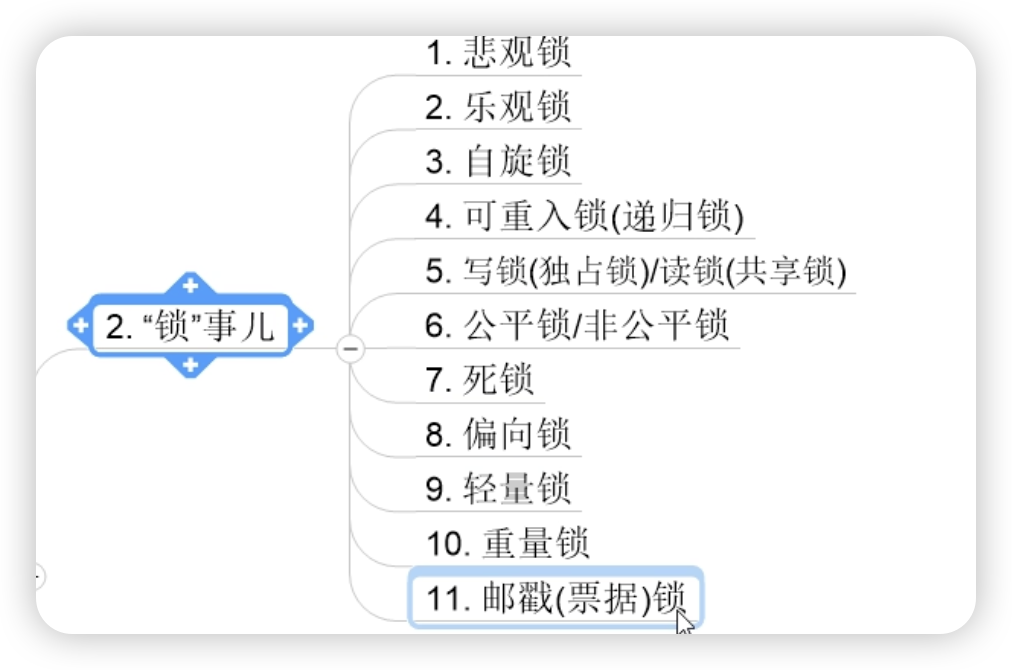 1. 悲观锁
2. 乐观锁
3. 自旋锁
4. 可重入锁(递归锁)
5. 写锁(独占锁)/读锁(共享锁)
2. “锁”事儿
6. 公平锁/非公平锁
7. 死锁
8. 偏向锁
9. 轻量锁
10. 重量锁
11. 邮戳(票据)锁